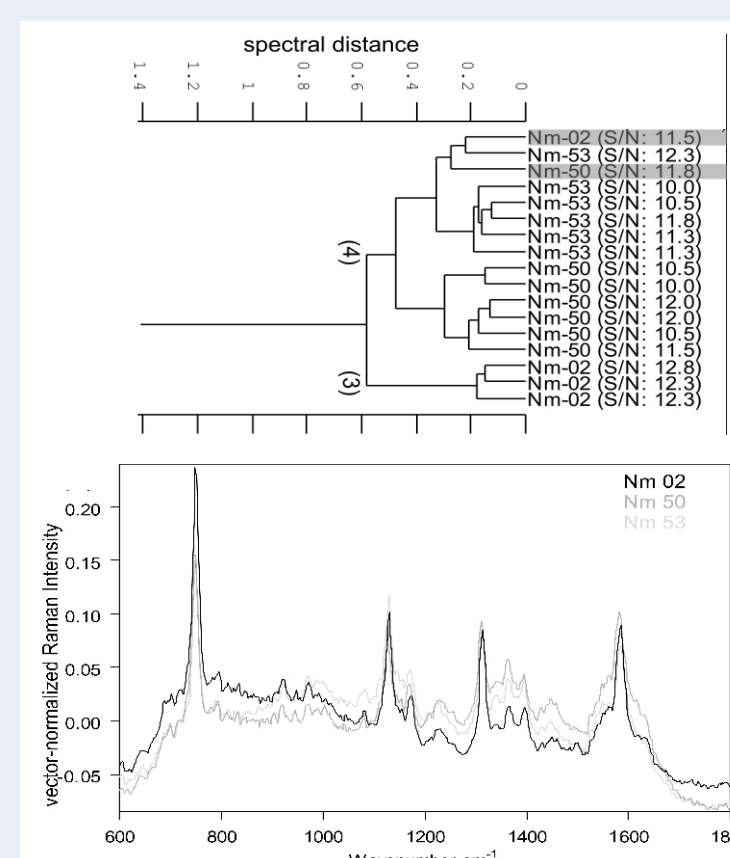 spectral distance
1.4 1.2 1 0.8 0.6 0.4 0.2 0
Nm-02 (S/N: 11.5)
Nm-53 (S/N: 12.3)
Nm-50 (S/N: 11.8)
Nm-53 (S/N: 10.0)
Nm-53 (S/N: 10.5)
Nm-53 (S/N: 11.8)
Nm-53 (S/N: 11.3)
Nm-53 (S/N: 11.3)
(4)
Nm-50 (S/N: 10.5)
Nm-50 (S/N: 10.0)
Nm-50 (S/N: 12.0)
Nm-50 (S/N: 12.0)
Nm-50 (S/N: 10.5)
Nm-50 (S/N: 11.5)
(3)
Nm-02 (S/N: 12.8)
Nm-02 (S/N: 12.3)
Nm-02 (S/N: 12.3)
Nm 02
Nm 50
Nm 53
vector-normalized Raman Intensity
0.20
0.15
0.10
0.05
0.00
-0.05
600 800 1000 1200 1400 1600